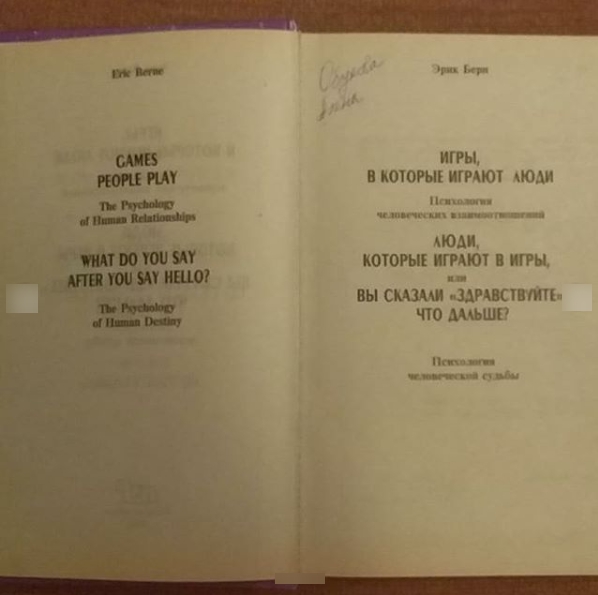 Eric Berne
GAMES
PEOPLE PLAY
The Psychology
of Human Relationships
WHAT DO YOU SAY
AFTER YOU SAY HELLO?
The Psychology
of Human Destiny
Эрик Берн
ИГРЫ,
В КОТОРЫЕ ИГРАЮТ ЛЮДИ
Психология
человеческих взаимоотношений
ЛЮДИ,
КОТОРЫЕ ИГРАЮТ В ИГРЫ,
или
ВЫ СКАЗАЛИ «ЗДРАВСТВУЙТЕ»
ЧТО ДАЛЬШЕ?
Психология
человеческой судьбы